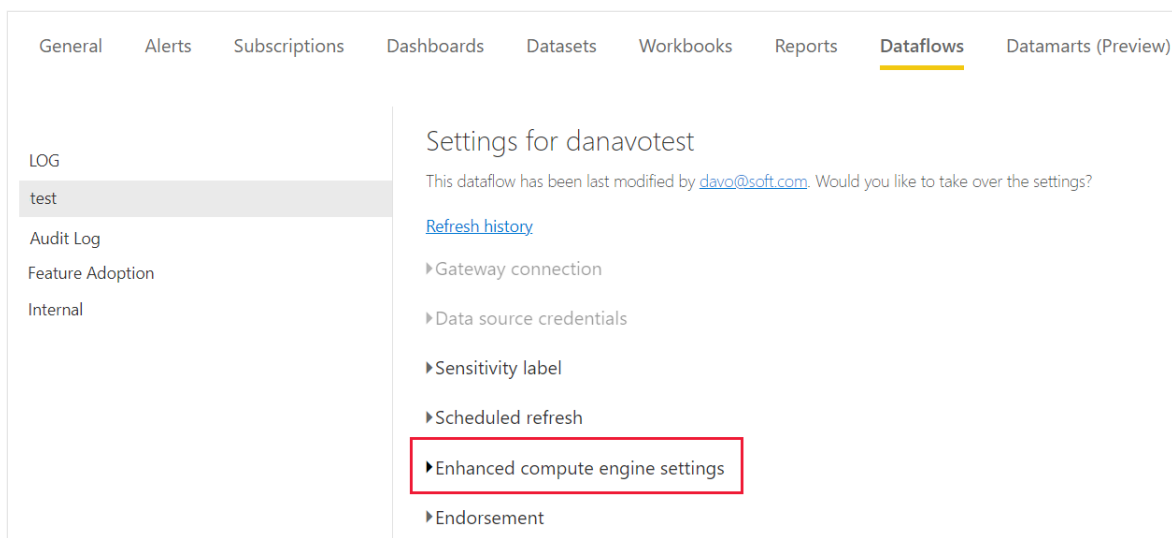 General Alerts Subscriptions Dashboards Datasets Workbooks Reports Dataflows Datamarts (Preview)
LOG
test
Audit Log
Feature Adoption
Internal
Settings for danavotest
This dataflow has been last modified by davo@soft.com. Would you like to take over the settings?
Refresh history
Gateway connection
Data source credentials
Sensitivity label
Scheduled refresh
Enhanced compute engine settings
Endorsement